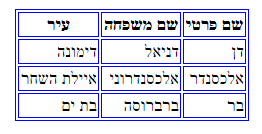 שם פרטי שם משפחה עיר
דן דניאל דימונה
אלכסנדר אלכסנדרוני איילת השחר
בר ברברוסה בת ים